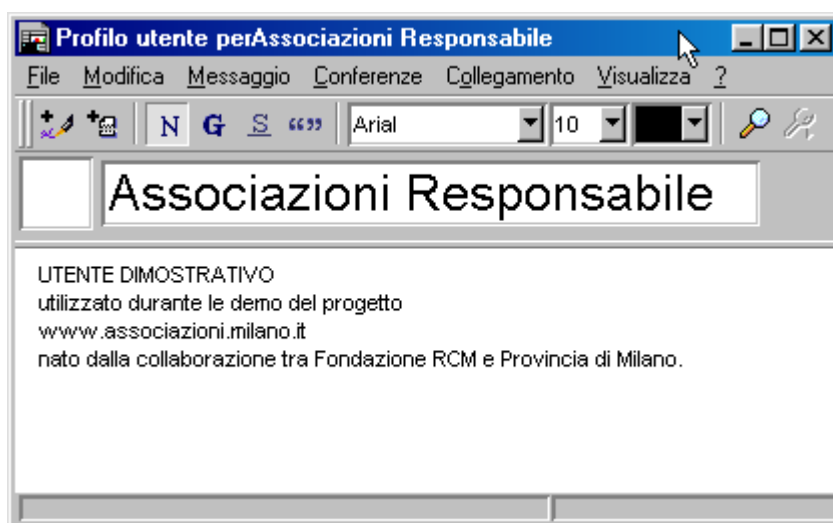 Profilo utente perAssociazioni Responsabile
File Modifica Messaggio Conferenze Collegamento Visualizza ?
N G S “” Arial 10
Associazioni Responsabile
UTENTE DIMOSTRATIVO
utilizzato durante le demo del progetto
www.associazioni.milano.it
nato dalla collaborazione tra Fondazione RCM e Provincia di Milano.